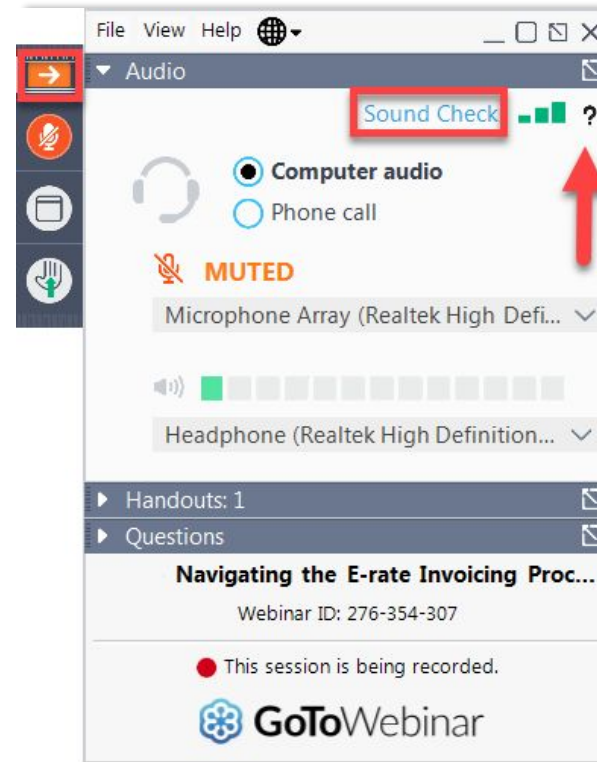 File View Help
Audio
Sound Check ?
Computer audio
Phone call
MUTED
Microphone Array (Realtek High Defi...
Headphone (Realtek High Definition...
Handouts: 1
Questions
Navigating the E-rate Invoicing Proc...
Webinar ID: 276-354-307
This session is being recorded.
GoToWebinar